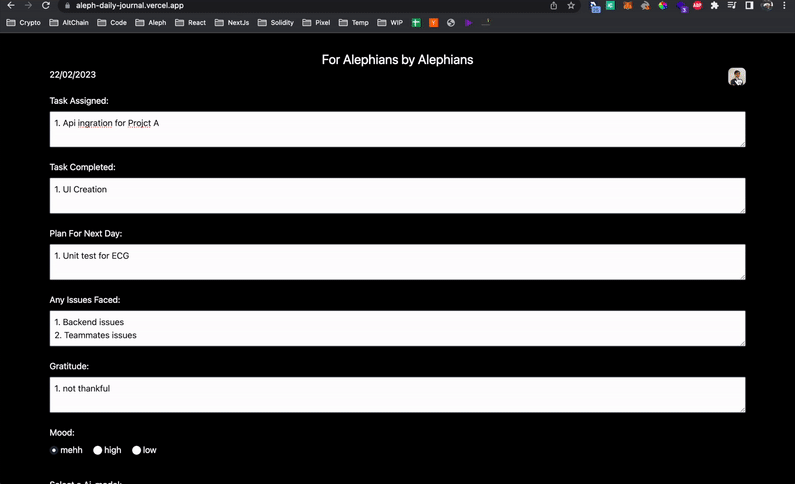 aleph-daily-journal.vercel.app
Crypto AltChain Code Aleph React NextJs Solidity Pixel Temp WIP
For Alephians by Alephians
22/02/2023
Task Assigned:
1. Api ingration for Projct A
Task Completed:
1. UI Creation
Plan For Next Day:
1. Unit test for ECG
Any Issues Faced:
1. Backend issues
2. Teammates issues
Gratitude:
1. not thankful
Mood:
mehh high low
Select a Ai-model: